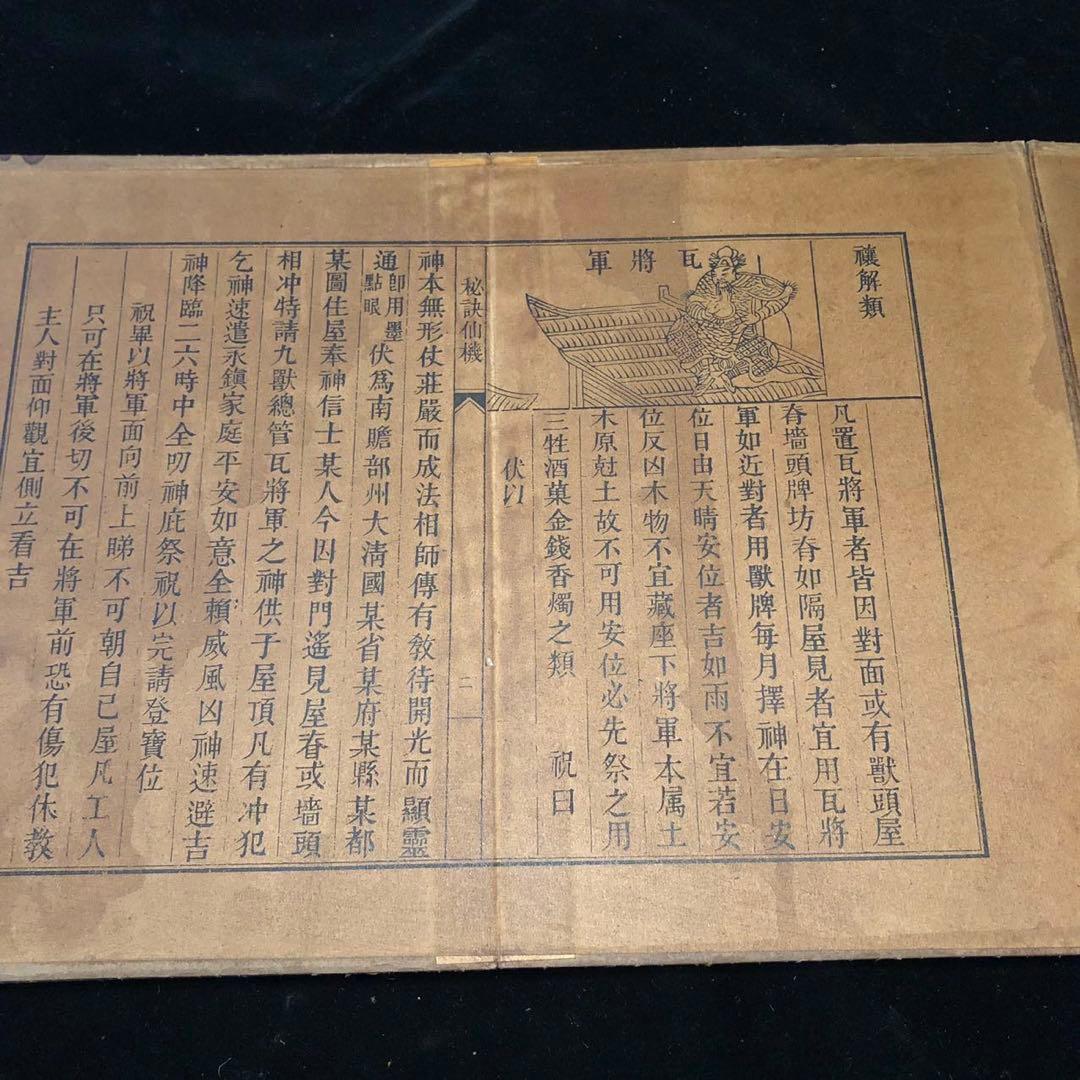 禳解類
瓦將軍
凡置瓦將軍者皆因對面或有獸頭屋
脊墻頭牌坊脊如隔屋見者宜用瓦將
軍如近對者用獸牌每月擇神在日安
位日由天晴安位者吉如雨不宜若安
位反凶木物不宜藏座下將軍本属土
木原尅土故不可用安位必先祭之用
三牲酒菓金錢香燭之類 祝曰
伏以
秘訣仙機
二
神本無形仗莊嚴而成法相師傳有教待開光而顯靈
通即用墨點眼伏爲南贍部州大清國某省某府某縣某都
某圖住屋奉神信士某人今因對門遙見屋脊或墻頭
相冲特請九獸總管瓦將軍之神供于屋頂凡有冲犯
乞神速遣永鎮家庭平安如意全賴威風凶神速避吉
神降臨二六時中全叨神庇祭祝以完請登寶位
祝畢以將軍面向前上睇不可朝自己屋凡工人
只可在將軍後切不可在將軍前恐有傷犯休教
主人對面仰觀宜側立看吉